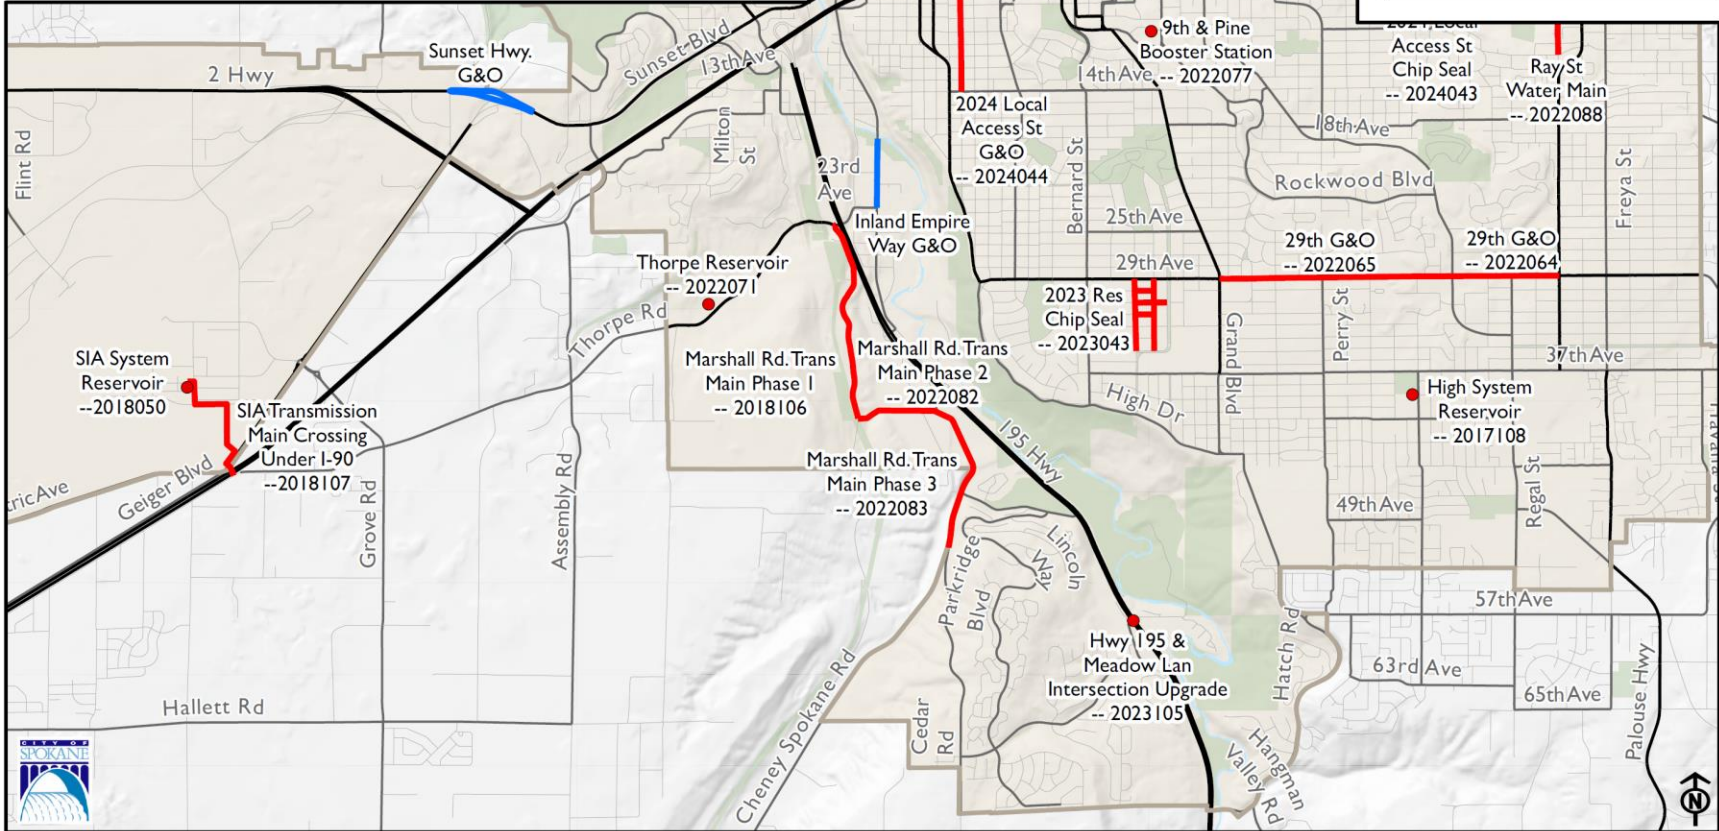 Sunset Hwy.
G&O
2 Hwy
Sunset Blvd
13th Ave
9th & Pine
Booster Station
-- 2022077
14th Ave
Access St
Chip Seal
-- 2024043
Ray St
Water Main
-- 2022088
Flint Rd
Milton
St
23rd
Ave
2024 Local
Access St
G&O
-- 2024044
Bernard St
18th Ave
Rockwood Blvd
Freya St
25th Ave
Inland Empire
Way G&O
29th G&O
-- 2022065
29th G&O
-- 2022064
29th Ave
Thorpe Reservoir
-- 2022071
Thorpe Rd
2023 Res
Chip Seal
-- 2023043
Grand Blvd
Perry St
37th Ave
SIA System
Reservoir
--2018050
Marshall Rd. Trans
Main Phase 1
-- 2018106
Marshall Rd. Trans
Main Phase 2
-- 2022082
High Dr
High System
Reservoir
-- 2017108
SIA Transmission
Main Crossing
Under I-90
--2018107
195 Hwy
Marshall Rd. Trans
Main Phase 3
-- 2022083
tric Ave
Geiger Blvd
Grove Rd
Assembly Rd
49th Ave
Regal St
Lincoln
Way
Parkridge
Blvd
57th Ave
Hwy 195 &
Meadow Lan
Intersection Upgrade
-- 2023105
Hatch Rd
63rd Ave
65th Ave
Palouse Hwy
Hallett Rd
Cheney Spokane Rd
Cedar
Rd
Hangman
Valley Rd
CITY OF
SPOKANE
N